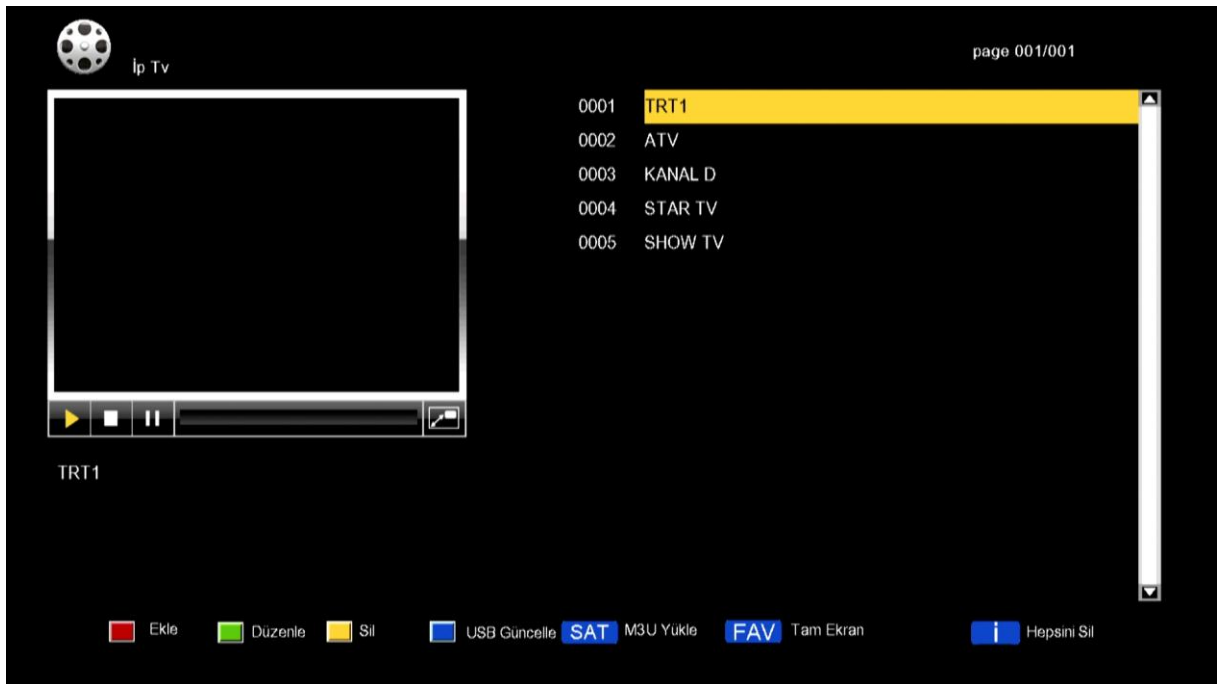 İp Tv
page 001/001
0001 TRT1
0002 ATV
0003 KANAL D
0004 STAR TV
0005 SHOW TV
TRT1
Ekle Düzenle Sil USB Güncelle SAT M3U Yükle FAV Tam Ekran i Hepsini Sil